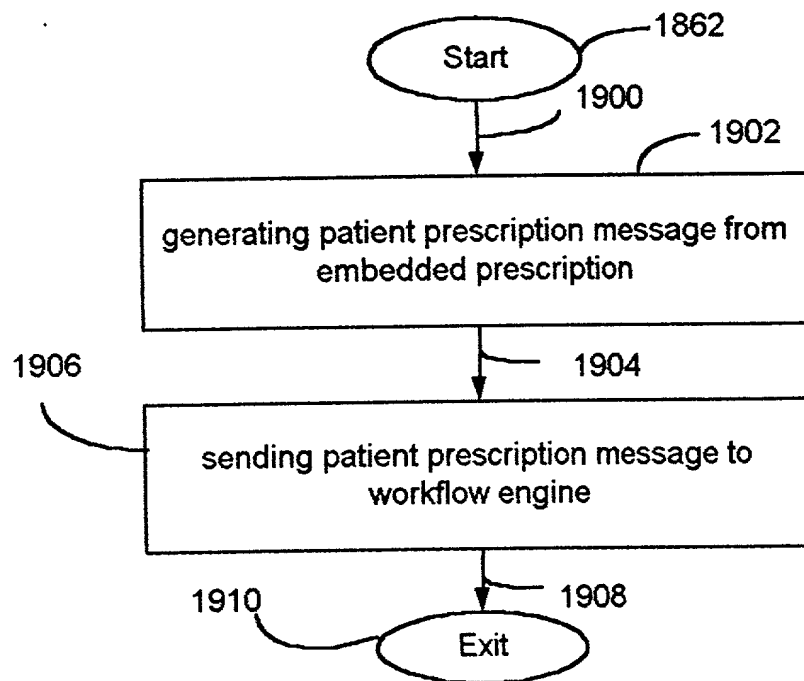 1862
Start
1900
1902
generating patient prescription message from
embedded prescription
1904
1906
sending patient prescription message to
workflow engine
1908
1910
Exit